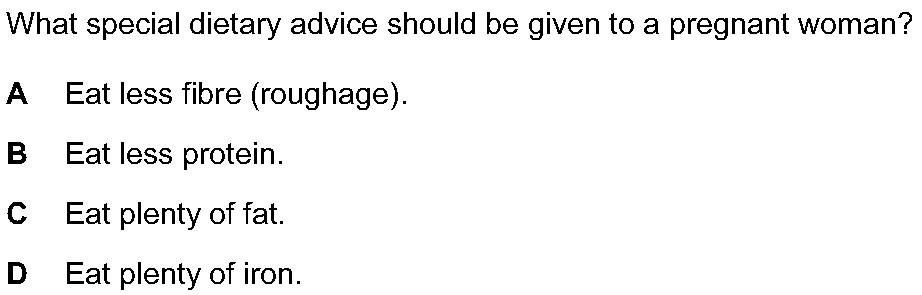 What special dietary advice should be given to a pregnant woman?
A Eat less fibre (roughage).
B Eat less protein.
C Eat plenty of fat.
D Eat plenty of iron.